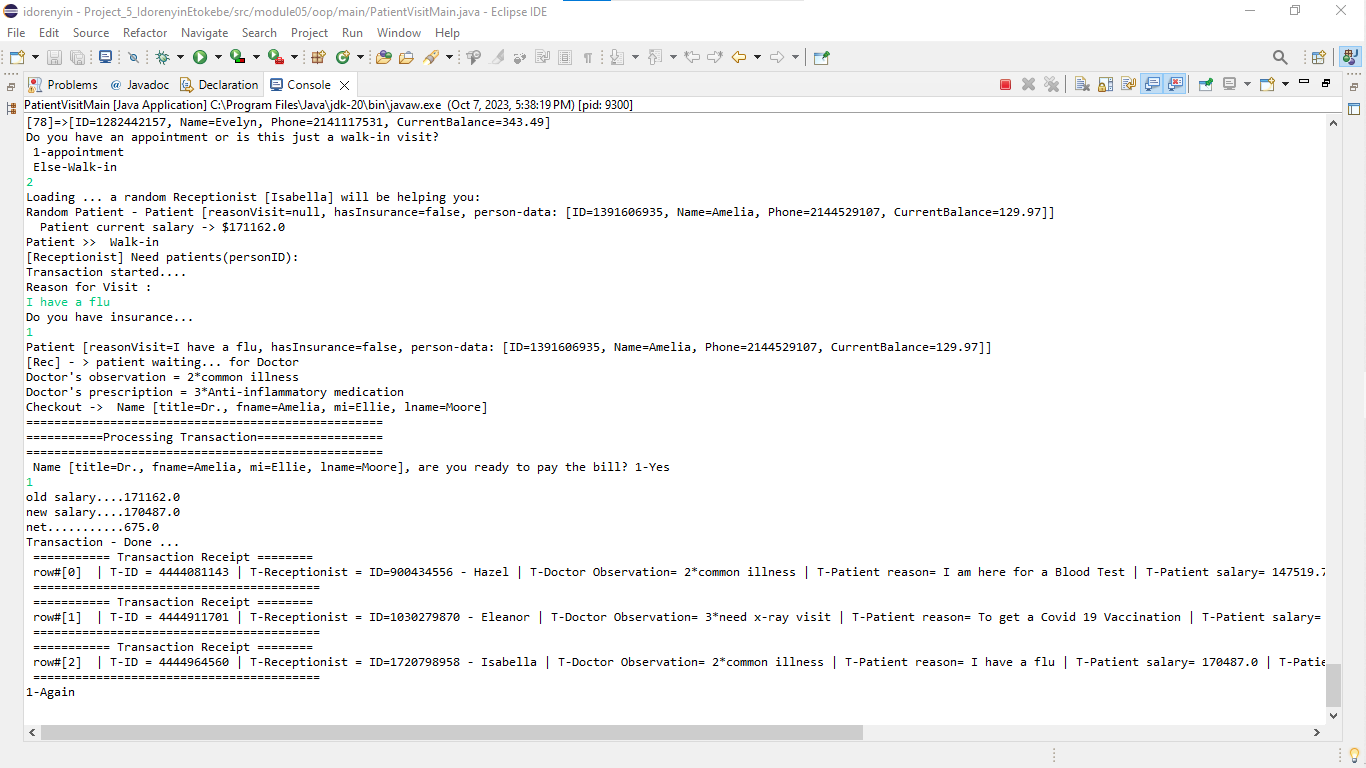 idorenyin - Project_5_IdorenyinEtokebe/src/module05/oop/main/PatientVisitMain.java - Eclipse IDE
File Edit Source Refactor Navigate Search Project Run Window Help
Problems @ Javadoc Declaration Console
PatientVisitMain [Java Application] C:\Program Files\Java\jdk-20\bin\javaw.exe (Oct 7, 2023, 5:38:19 PM) [pid: 9300]
[78]=>[ID=1282442157, Name=Evelyn, Phone=2141117531, CurrentBalance=343.49]
Do you have an appointment or is this just a walk-in visit?
1-appointment
Else-Walk-in
2
Loading ... a random Receptionist [Isabella] will be helping you:
Random Patient - Patient [reasonVisit=null, hasInsurance=false, person-data: [ID=1391606935, Name=Amelia, Phone=2144529107, CurrentBalance=129.97]]
Patient current salary -> $171162.0
Patient >>  Walk-in
[Receptionist] Need patients(personID):
Transaction started....
Reason for Visit :
I have a flu
Do you have insurance...
1
Patient [reasonVisit=I have a flu, hasInsurance=false, person-data: [ID=1391606935, Name=Amelia, Phone=2144529107, CurrentBalance=129.97]]
[Rec] - > patient waiting... for Doctor
Doctor's observation = 2*common illness
Doctor's prescription = 3*Anti-inflammatory medication
Checkout ->  Name [title=Dr., fname=Amelia, mi=Ellie, lname=Moore]
===================================================
===========Processing Transaction==================
===================================================
Name [title=Dr., fname=Amelia, mi=Ellie, lname=Moore], are you ready to pay the bill? 1-Yes
1
old salary....171162.0
new salary....170487.0
net...........675.0
Transaction - Done ...
=========== Transaction Receipt ========
row#[0]  | T-ID = 4444081143 | T-Receptionist = ID=900434556 - Hazel | T-Doctor Observation= 2*common illness | T-Patient reason= I am here for a Blood Test | T-Patient salary= 147519.7
=========================================
=========== Transaction Receipt ========
row#[1]  | T-ID = 4444911701 | T-Receptionist = ID=1030279870 - Eleanor | T-Doctor Observation= 3*need x-ray visit | T-Patient reason= To get a Covid 19 Vaccination | T-Patient salary=
=========================================
=========== Transaction Receipt ========
row#[2]  | T-ID = 4444964560 | T-Receptionist = ID=1720798958 - Isabella | T-Doctor Observation= 2*common illness | T-Patient reason= I have a flu | T-Patient salary= 170487.0 | T-Patie
=========================================
1-Again